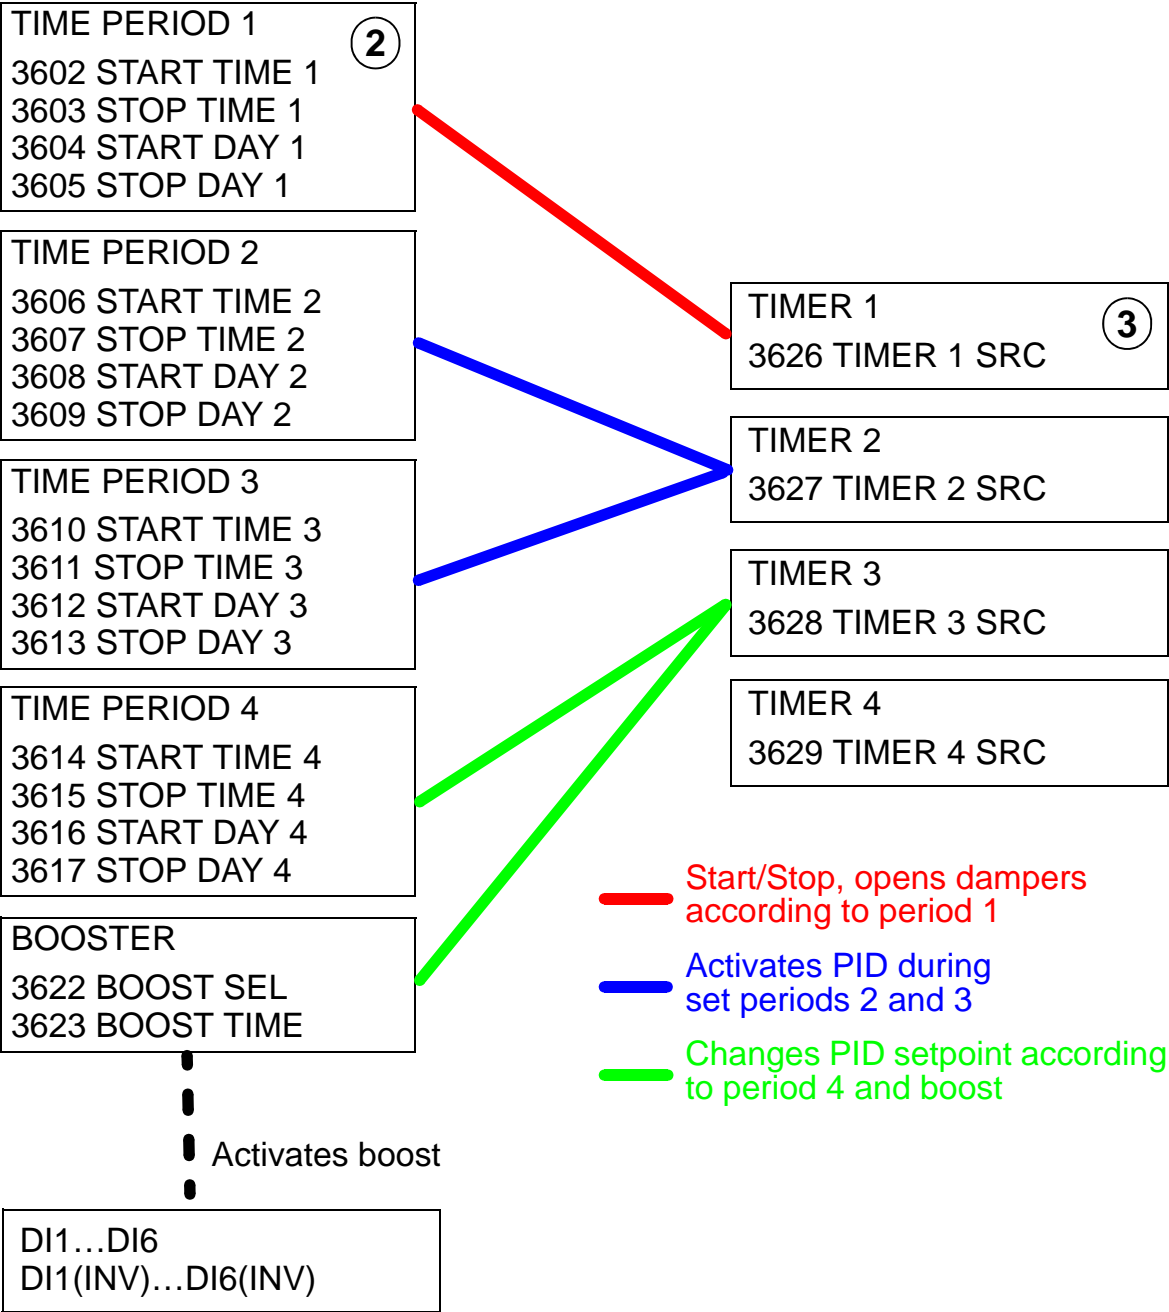 TIME PERIOD 1
2
3602 START TIME 1
3603 STOP TIME 1
3604 START DAY 1
3605 STOP DAY 1
TIME PERIOD 2
3606 START TIME 2
3607 STOP TIME 2
3608 START DAY 2
3609 STOP DAY 2
TIME PERIOD 3
3610 START TIME 3
3611 STOP TIME 3
3612 START DAY 3
3613 STOP DAY 3
TIME PERIOD 4
3614 START TIME 4
3615 STOP TIME 4
3616 START DAY 4
3617 STOP DAY 4
BOOSTER
3622 BOOST SEL
3623 BOOST TIME
Activates boost
DI1…DI6
DI1(INV)…DI6(INV)
TIMER 1
3
3626 TIMER 1 SRC
TIMER 2
3627 TIMER 2 SRC
TIMER 3
3628 TIMER 3 SRC
TIMER 4
3629 TIMER 4 SRC
Start/Stop, opens dampers
according to period 1
Activates PID during
set periods 2 and 3
Changes PID setpoint according
to period 4 and boost